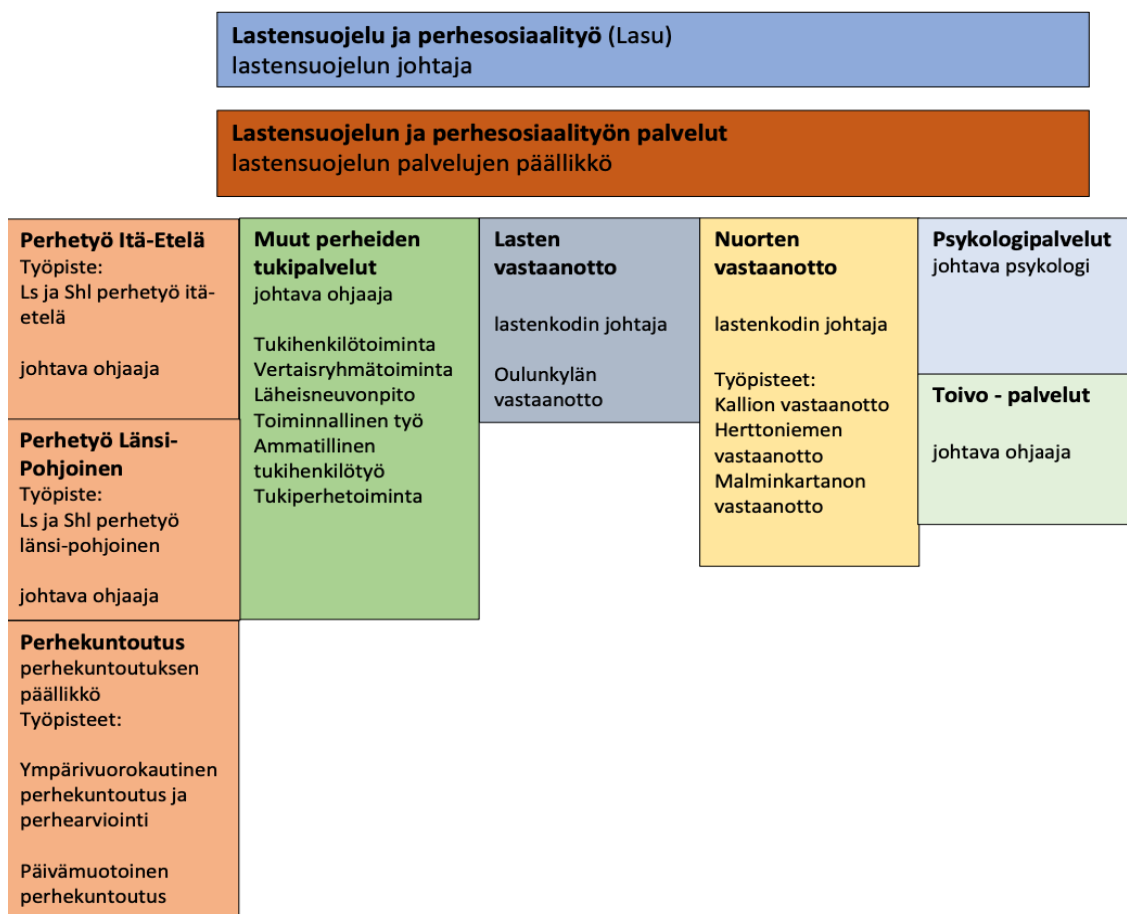 Lastensuojelu ja perhesosiaalityö (Lasu)
lastensuojelun johtaja
Lastensuojelun ja perhesosiaalityön palvelut
lastensuojelun palvelujen päällikkö
Perhetyö Itä-Etelä
Työpiste:
Ls ja Shl perhetyö itä-
etelä
johtava ohjaaja
Perhetyö Länsi-
Pohjoinen
Työpiste:
Ls ja Shl perhetyö
länsi-pohjoinen
johtava ohjaaja
Perhekuntoutus
perhekuntoutuksen
päällikkö
Työpisteet:
Ympärivuorokautinen
perhekuntoutus ja
perhearviointi
Päivämuotoinen
perhekuntoutus
Muut perheiden
tukipalvelut
johtava ohjaaja
Tukihenkilötoiminta
Vertaisryhmätoiminta
Läheisneuvonpito
Toiminnallinen työ
Ammatillinen
tukihenkilötyö
Tukiperhetoiminta
Lasten
vastaanotto
lastenkodin johtaja
Oulunkylän
vastaanotto
Nuorten
vastaanotto
lastenkodin johtaja
Työpisteet:
Kallion vastaanotto
Herttoniemen
vastaanotto
Malminkartanon
vastaanotto
Psykologipalvelut
johtava psykologi
Toivo - palvelut
johtava ohjaaja